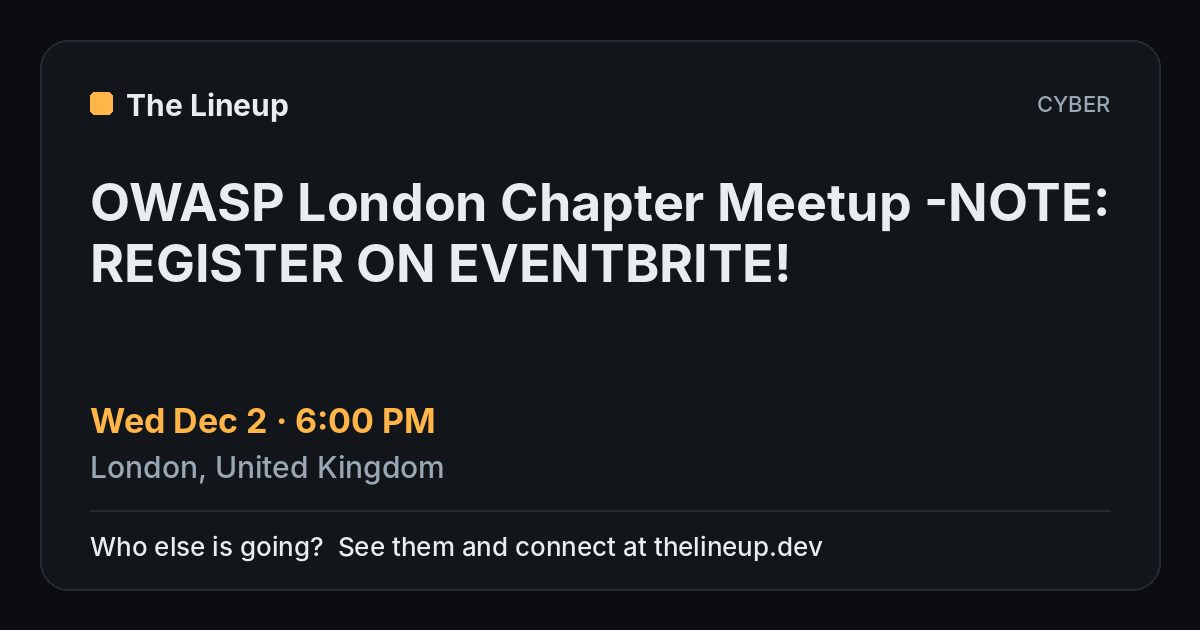 The Lineup
CYBER
OWASP London Chapter Meetup -NOTE:
REGISTER ON EVENTBRITE!
Wed Dec 2 · 6:00 PM
London, United Kingdom
Who else is going?  See them and connect at thelineup.dev